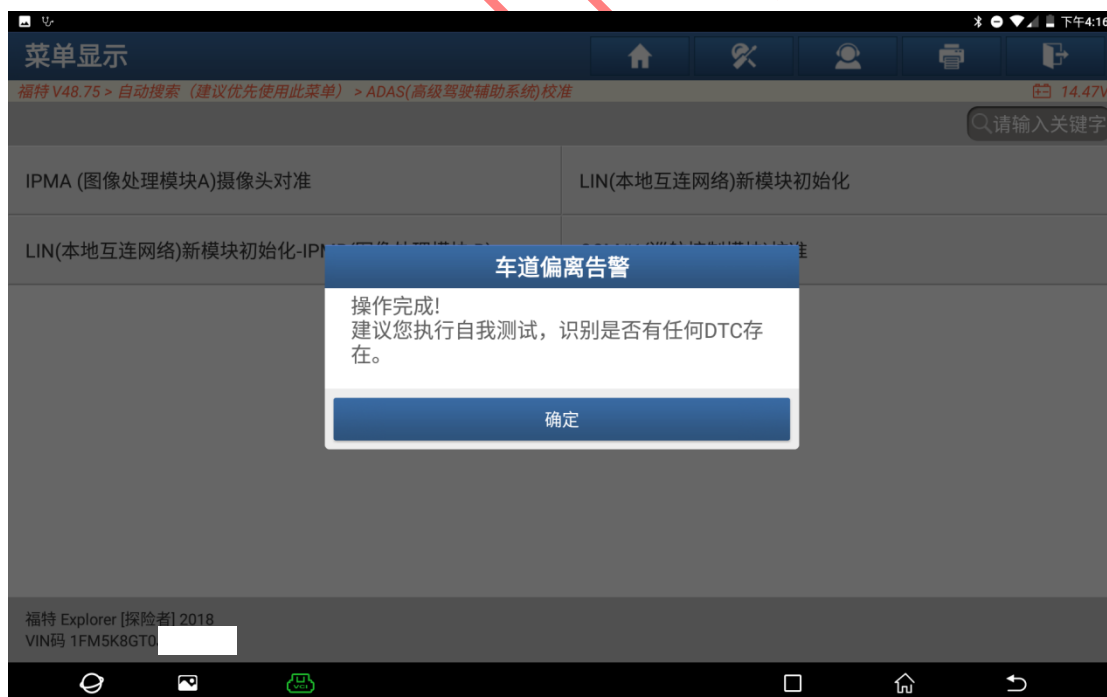 下午4:16
菜单显示
福特 V48.75 > 自动搜索（建议优先使用此菜单）> ADAS(高级驾驶辅助系统)校准
14.47V
请输入关键字
IPMA (图像处理模块A)摄像头对准
LIN(本地互连网络)新模块初始化
LIN(本地互连网络)新模块初始化-IPM
车道偏离告警
操作完成!
建议您执行自我测试，识别是否有任何DTC存
在。
确定
福特 Explorer [探险者] 2018
VIN码 1FM5K8GT0
VCI